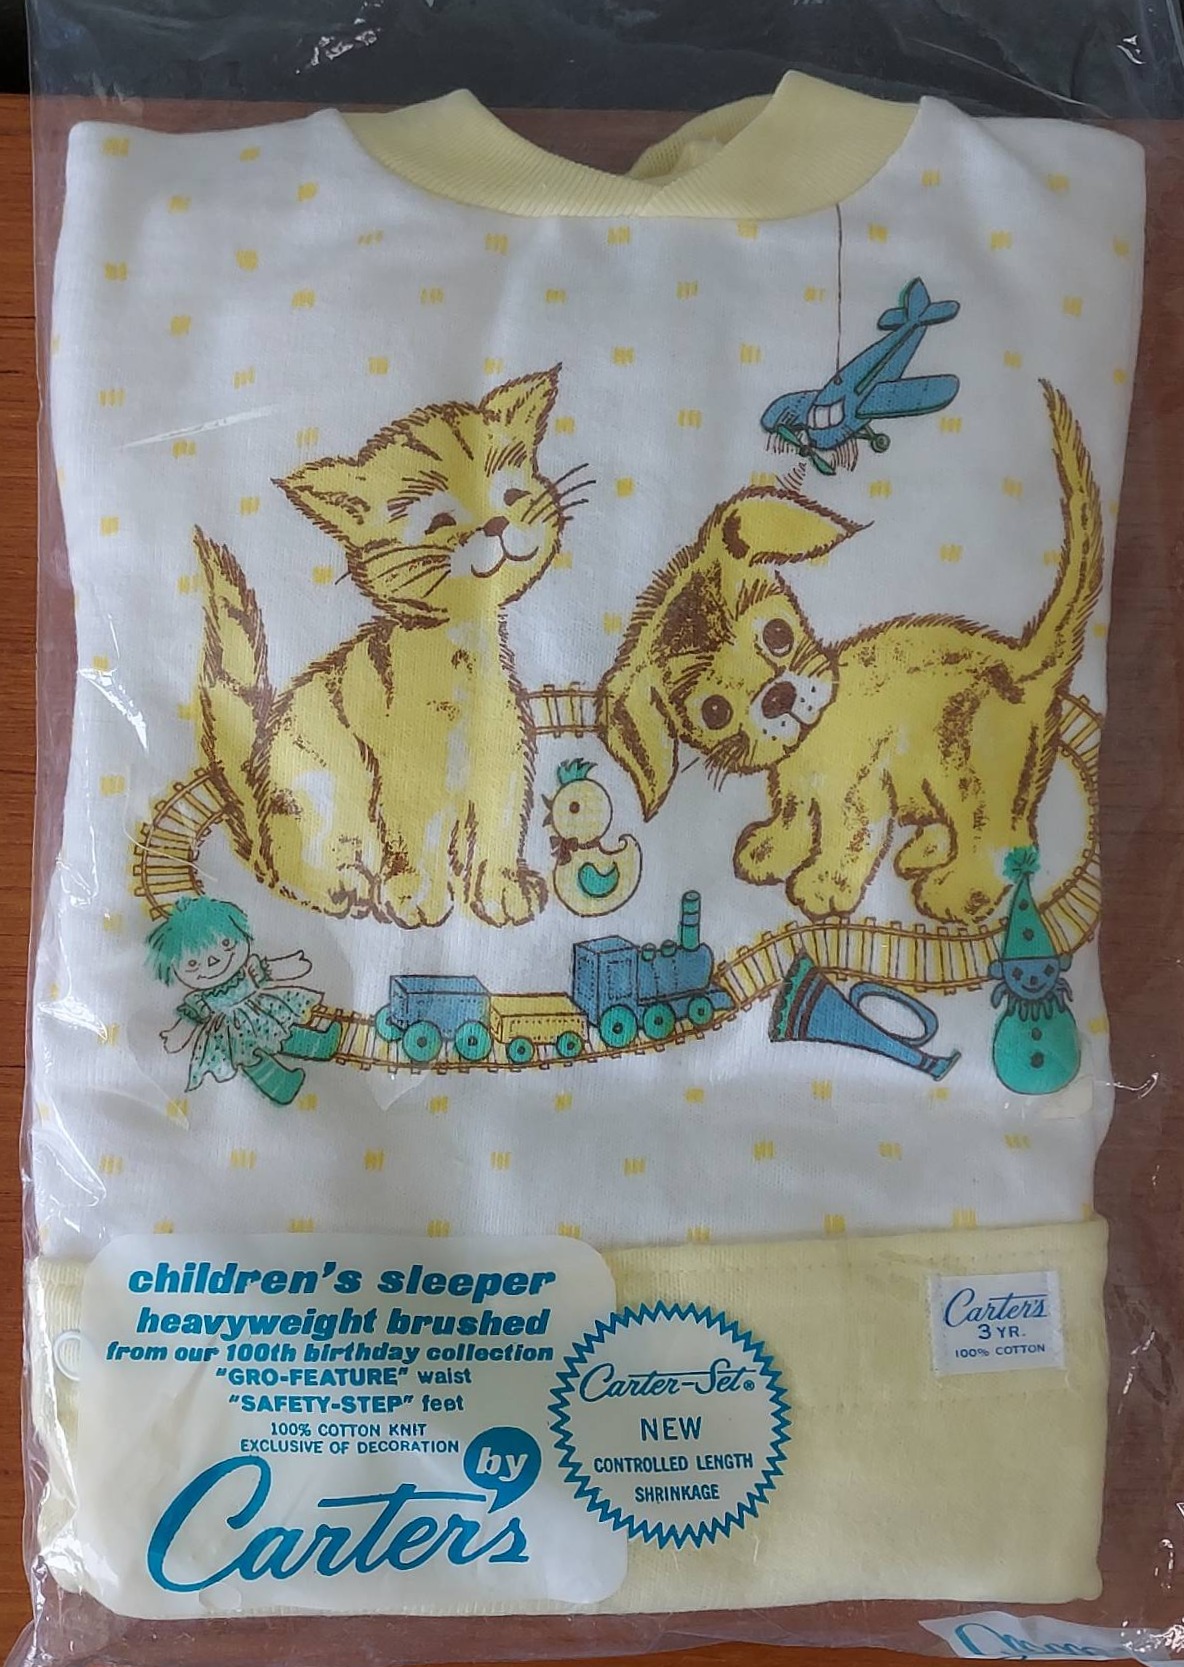 children's sleeper
heavyweight brushed
from our 100th birthday collection
"GRO-FEATURE" waist
"SAFETY-STEP" feet
100% COTTON KNIT
EXCLUSIVE OF DECORATION
by
Carter's
Carter-Set®
NEW
CONTROLLED LENGTH
SHRINKAGE
Carter's
3 YR.
100% COTTON